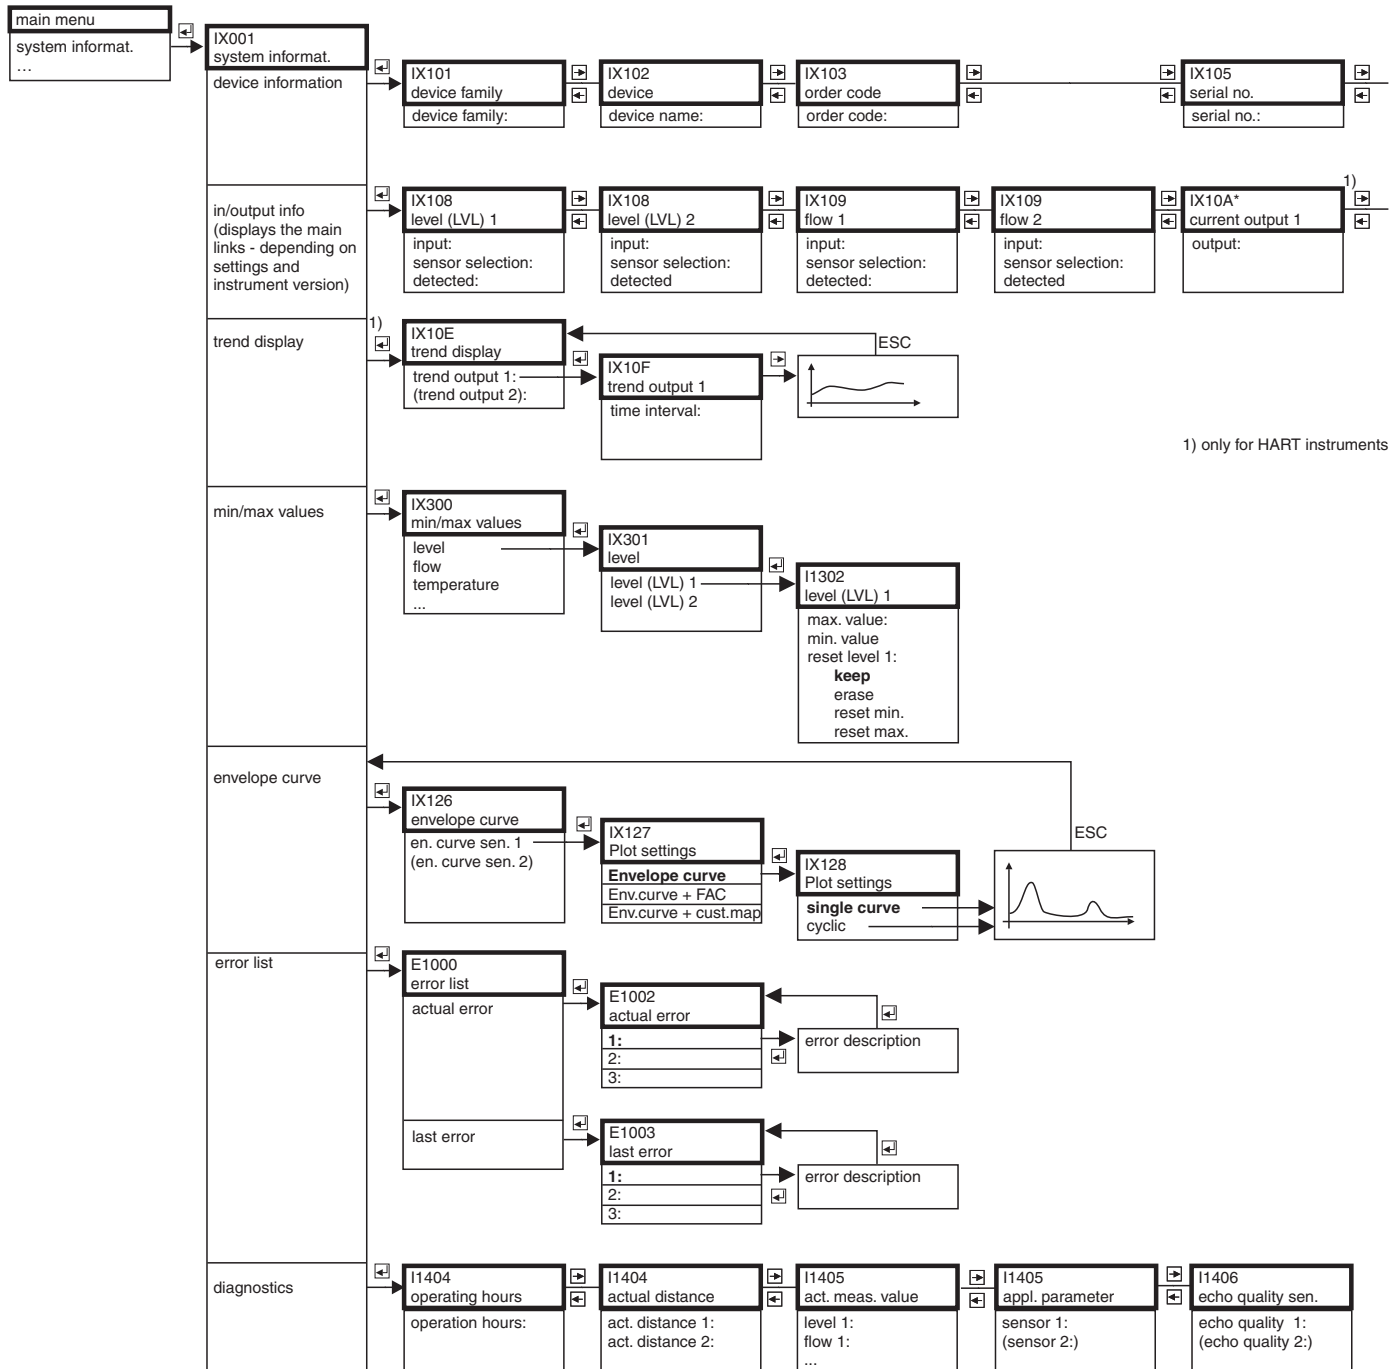 main menu
system informat.
...
IX001
system informat.
device information
IX101
device family
device family:
IX102
device
device name:
IX103
order code
order code:
IX105
serial no.
serial no.:
in/output info
(displays the main
links - depending on
settings and
instrument version)
IX108
level (LVL) 1
input:
sensor selection:
detected:
IX108
level (LVL) 2
input:
sensor selection:
detected
IX109
flow 1
input:
sensor selection:
detected:
IX109
flow 2
input:
sensor selection:
detected
1)
IX10A*
current output 1
output:
trend display
1)
IX10E
trend display
trend output 1:
(trend output 2):
IX10F
trend output 1
time interval:
ESC
1) only for HART instruments
min/max values
IX300
min/max values
level
flow
temperature
...
IX301
level
level (LVL) 1
level (LVL) 2
I1302
level (LVL) 1
max. value:
min. value
reset level 1:
keep
erase
reset min.
reset max.
envelope curve
IX126
envelope curve
en. curve sen. 1
(en. curve sen. 2)
IX127
Plot settings
Envelope curve
Env.curve + FAC
Env.curve + cust.map
IX128
Plot settings
single curve
cyclic
ESC
error list
E1000
error list
actual error
E1002
actual error
1:
2:
3:
error description
last error
E1003
last error
1:
2:
3:
error description
diagnostics
I1404
operating hours
operation hours:
I1404
actual distance
act. distance 1:
act. distance 2:
I1405
act. meas. value
level 1:
flow 1:
...
I1405
appl. parameter
sensor 1:
(sensor 2:)
I1406
echo quality sen.
echo quality 1:
(echo quality 2:)